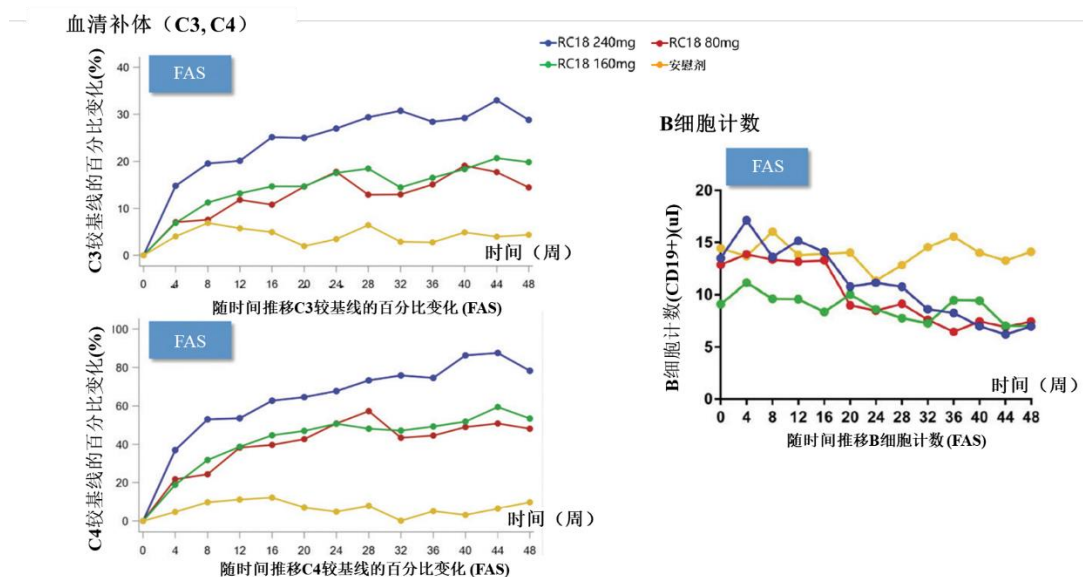 血清补体（C3, C4）
RC18 240mg
RC18 80mg
RC18 160mg
安慰剂
FAS
C3较基线的百分比变化(%)
40
30
20
10
0
时间（周）
0 4 8 12 16 20 24 28 32 36 40 44 48
随时间推移C3较基线的百分比变化 (FAS)
FAS
C4较基线的百分比变化(%)
100
80
60
40
20
0
时间（周）
0 4 8 12 16 20 24 28 32 36 40 44 48
随时间推移C4较基线的百分比变化 (FAS)
B细胞计数
FAS
B细胞计数(CD19+)(ul)
20
15
10
5
0
时间（周）
0 4 8 12 16 20 24 28 32 36 40 44 48
随时间推移B细胞计数 (FAS)